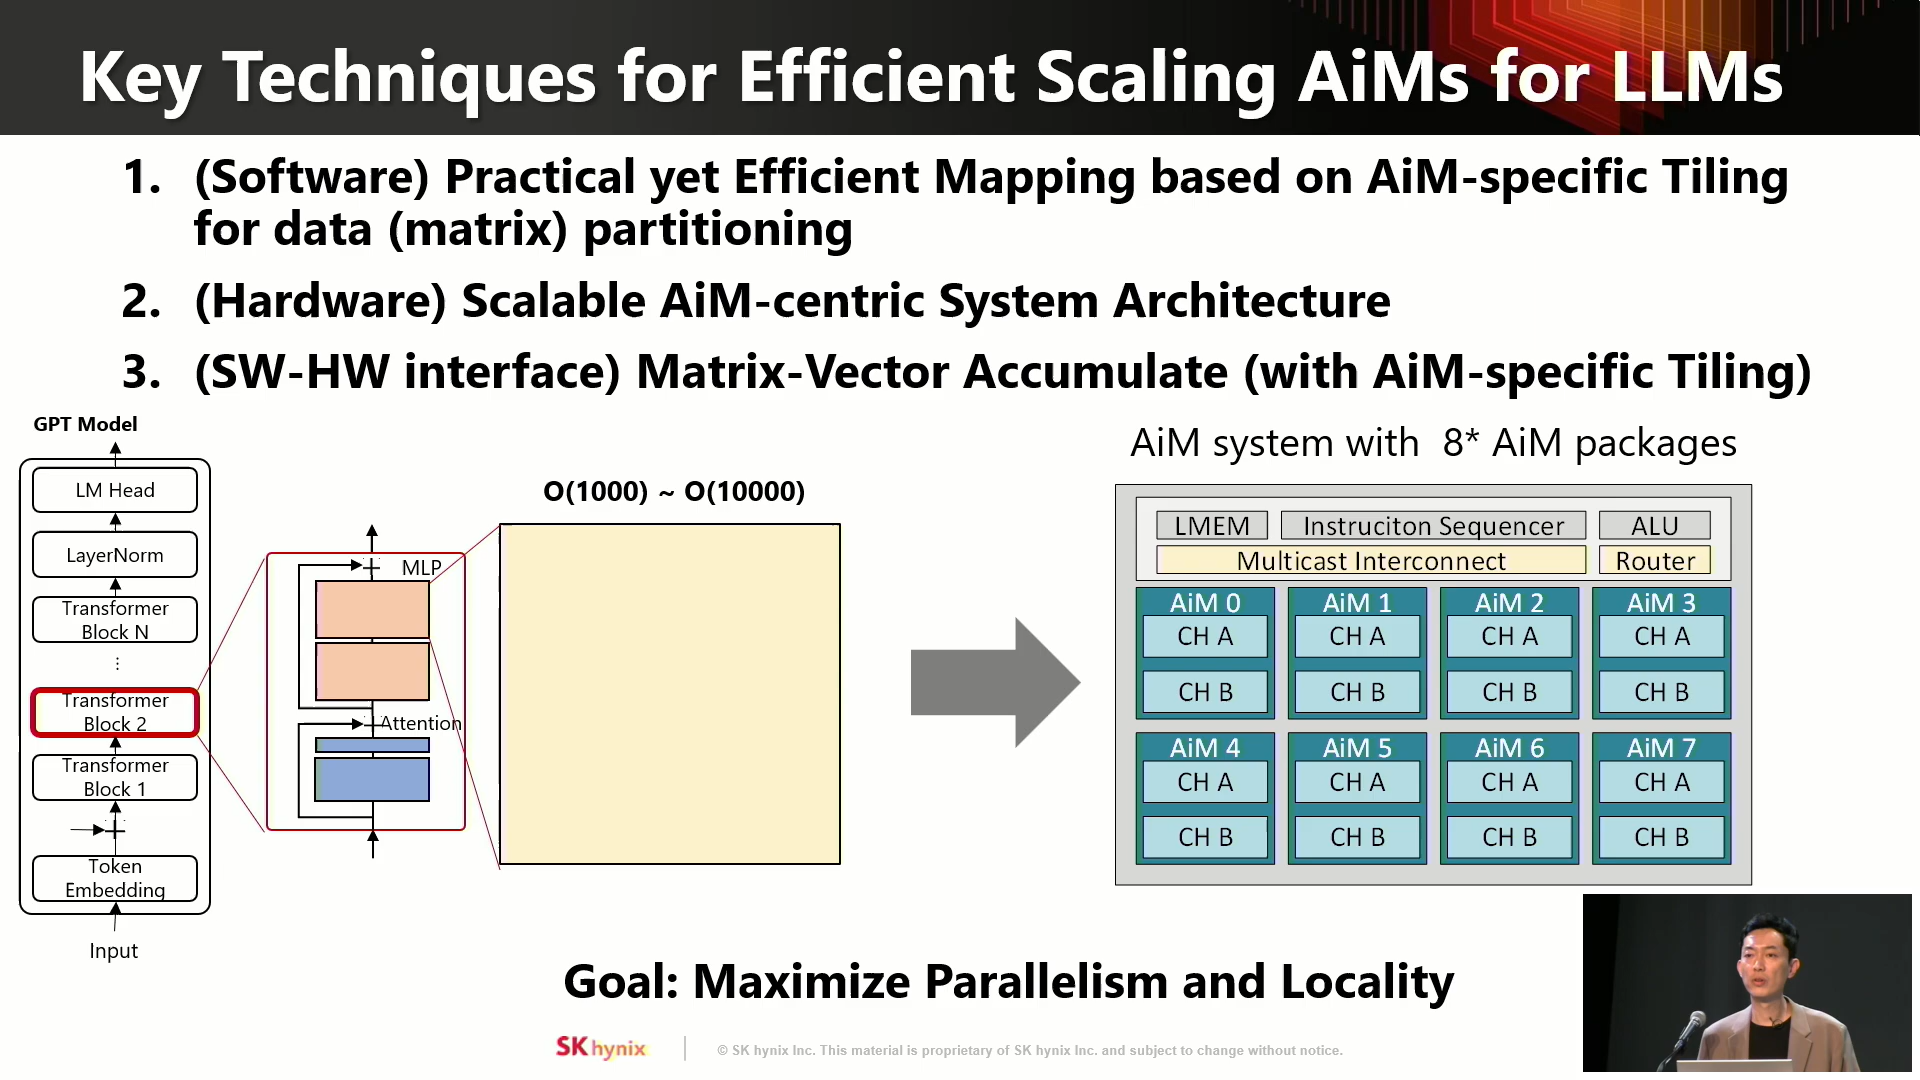 Key Techniques for Efficient Scaling AiMs for LLMs
1. (Software) Practical yet Efficient Mapping based on AiM-specific Tiling
for data (matrix) partitioning
2. (Hardware) Scalable AiM-centric System Architecture
3. (SW-HW interface) Matrix-Vector Accumulate (with AiM-specific Tiling)
GPT Model
LM Head
LayerNorm
Transformer
Block N
⋮
Transformer
Block 2
Transformer
Block 1
+
Token
Embedding
Input
+ MLP
+ Attention
O(1000) ~ O(10000)
AiM system with 8* AiM packages
LMEM Instruciton Sequencer ALU
Multicast Interconnect Router
AiM 0 AiM 1 AiM 2 AiM 3
CH A CH A CH A CH A
CH B CH B CH B CH B
AiM 4 AiM 5 AiM 6 AiM 7
CH A CH A CH A CH A
CH B CH B CH B CH B
Goal: Maximize Parallelism and Locality
SK hynix
© SK hynix Inc. This material is proprietary of SK hynix Inc. and subject to change without notice.